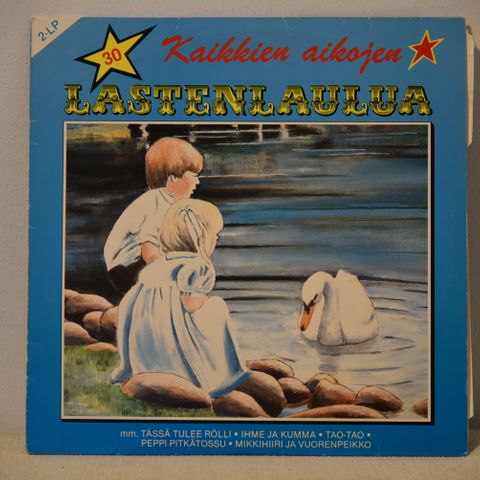 2-LP
30
Kaikkien aikojen
LASTENLAULUA
mm. TÄSSÄ TULEE RÖLLI • IHME JA KUMMA • TAO-TAO •
PEPPI PITKÄTOSSU • MIKKIHIIRI JA VUORENPEIKKO